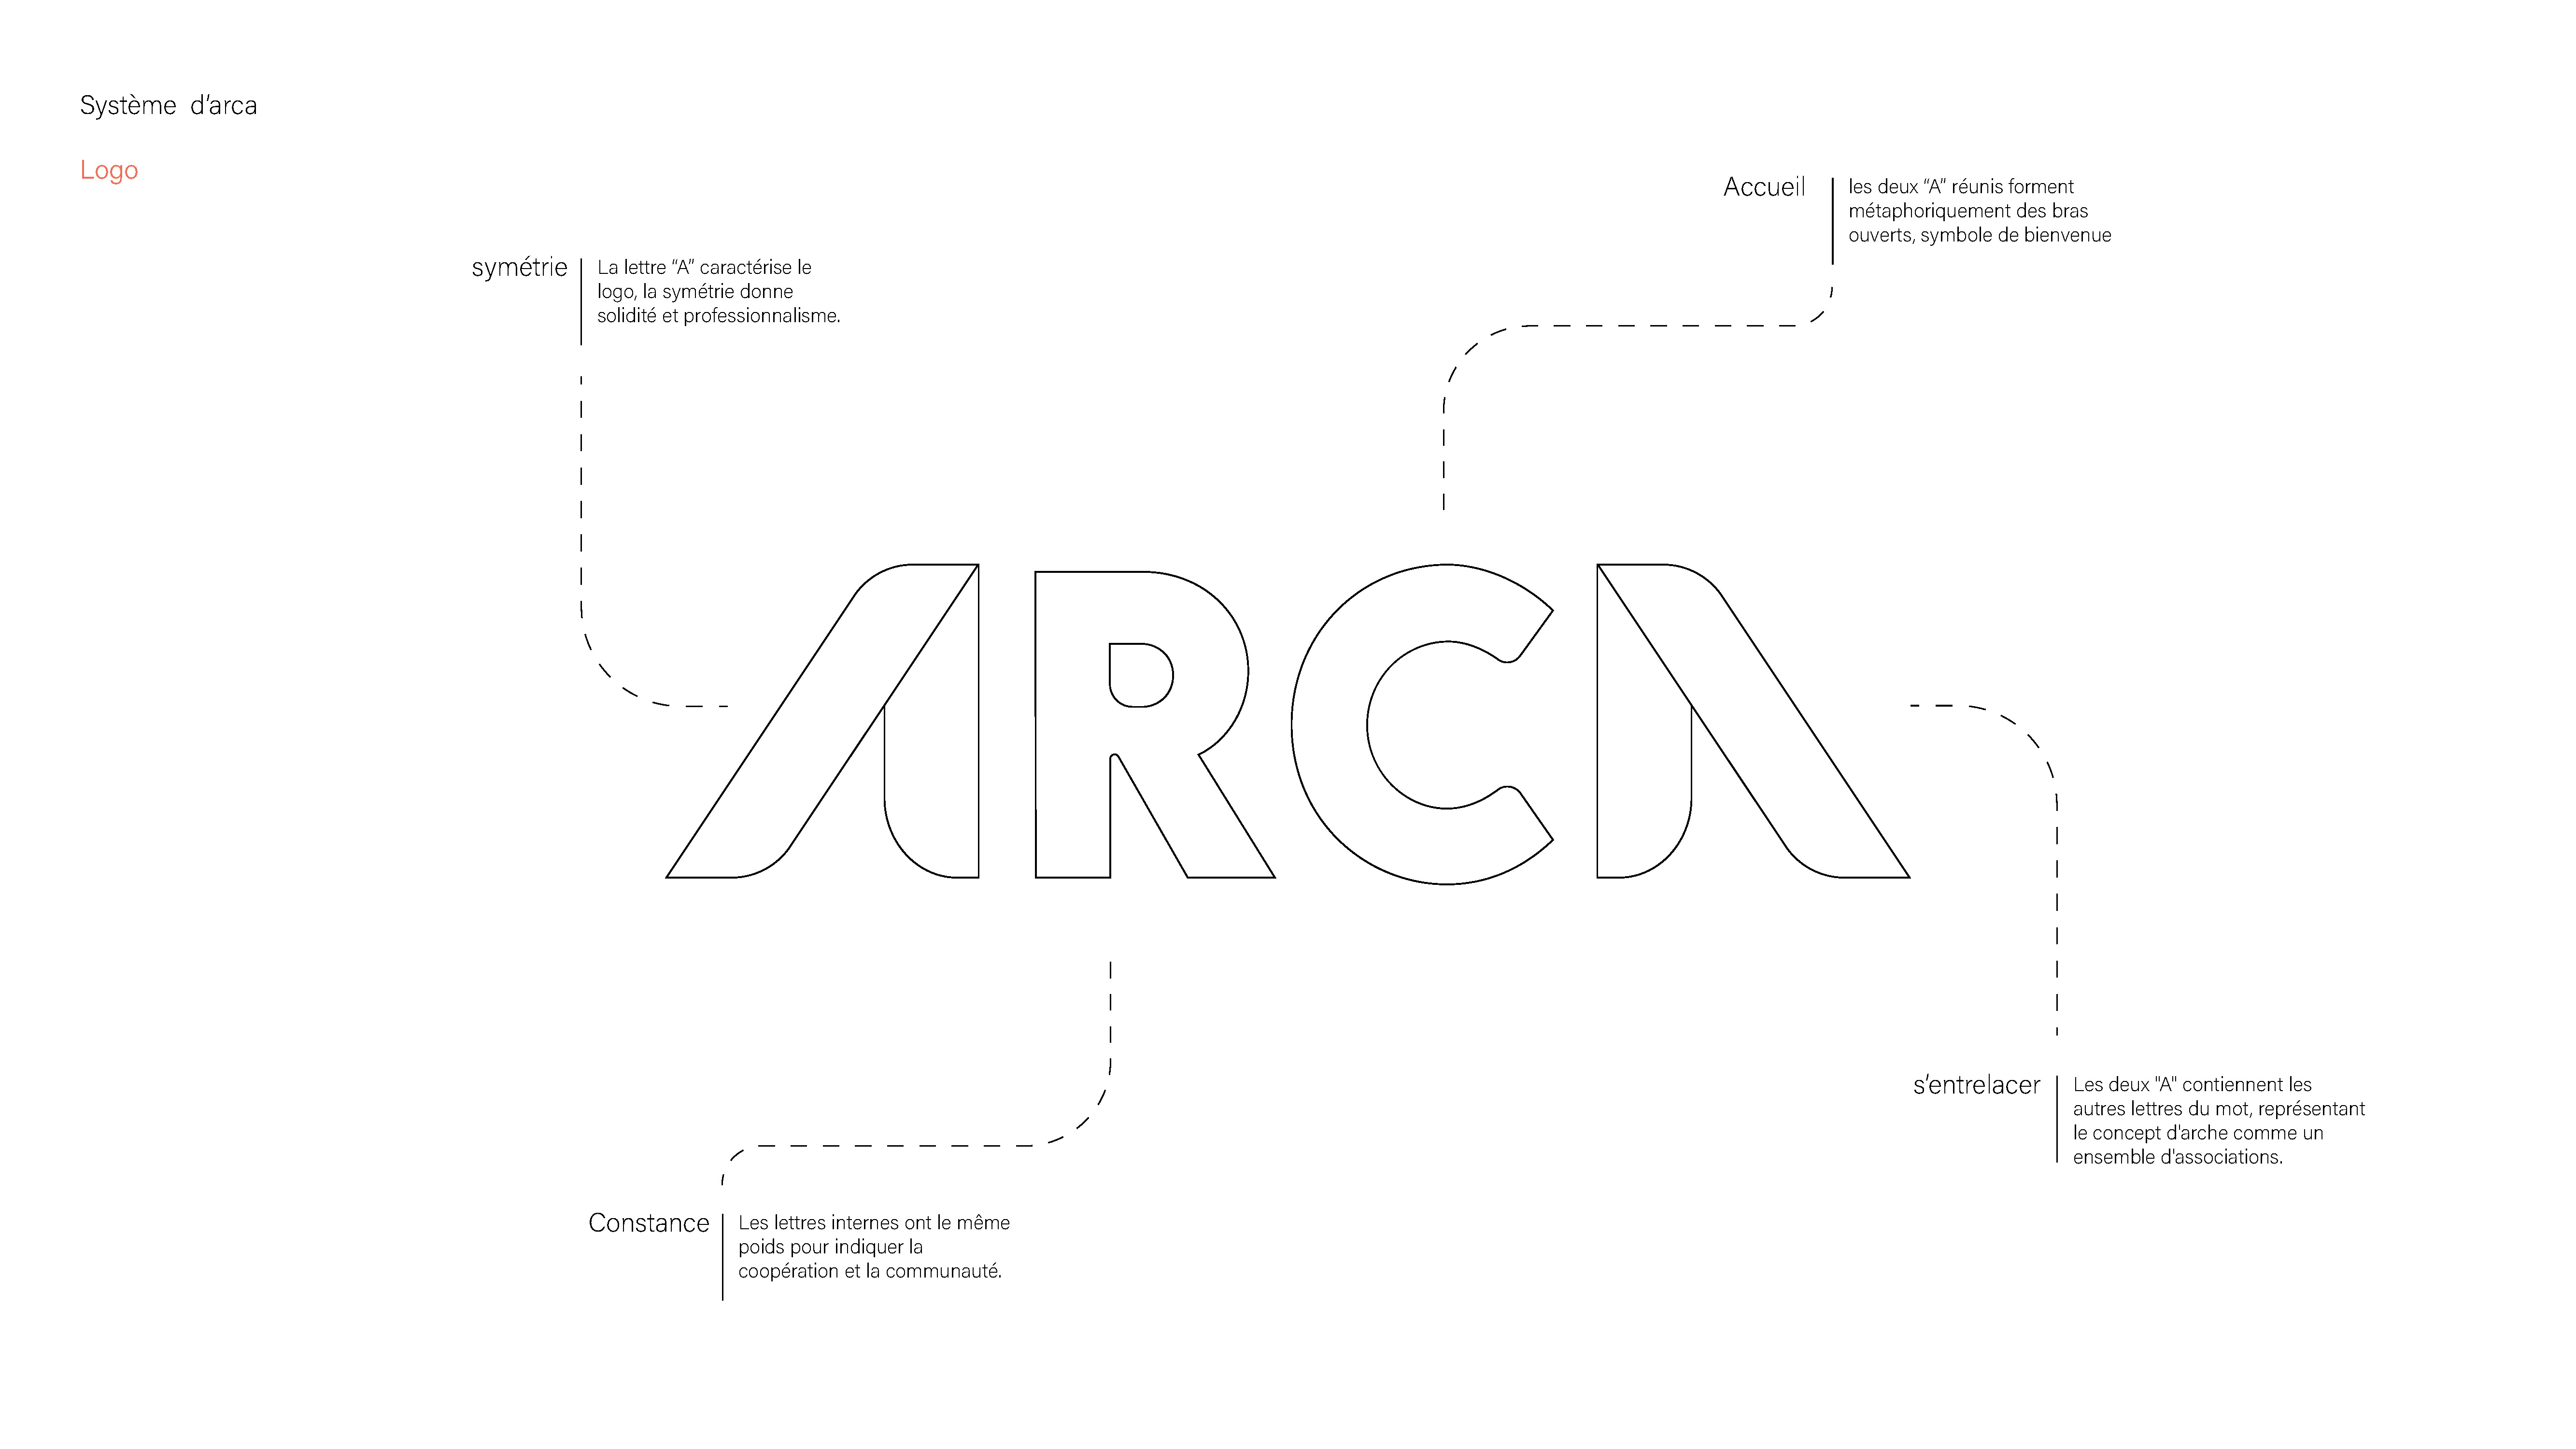 Système d’arca
Logo
Accueil
les deux “A” réunis forment
métaphoriquement des bras
ouverts, symbole de bienvenue
symétrie
La lettre “A” caractérise le
logo, la symétrie donne
solidité et professionnalisme.
ARCA
s’entrelacer
Les deux "A" contiennent les
autres lettres du mot, représentant
le concept d'arche comme un
ensemble d'associations.
Constance
Les lettres internes ont le même
poids pour indiquer la
coopération et la communauté.